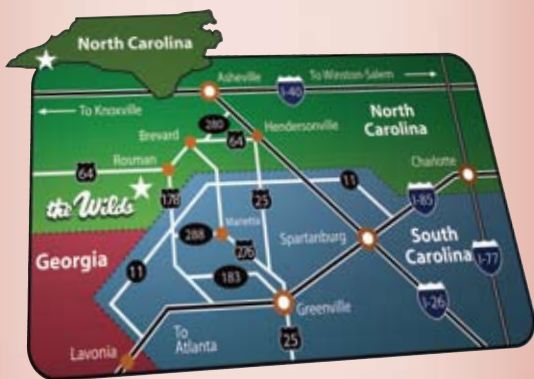 North Carolina
Asheville
To Winston-Salem
I-40
To Knoxville
North
Carolina
280
Brevard
64
Hendersonville
Rosman
Charlotte
64
the Wilds
178
25
11
I-85
Marietta
288
276
Spartanburg
South
Carolina
I-77
Georgia
11
183
I-26
Greenville
To
Atlanta
25
Lavonia